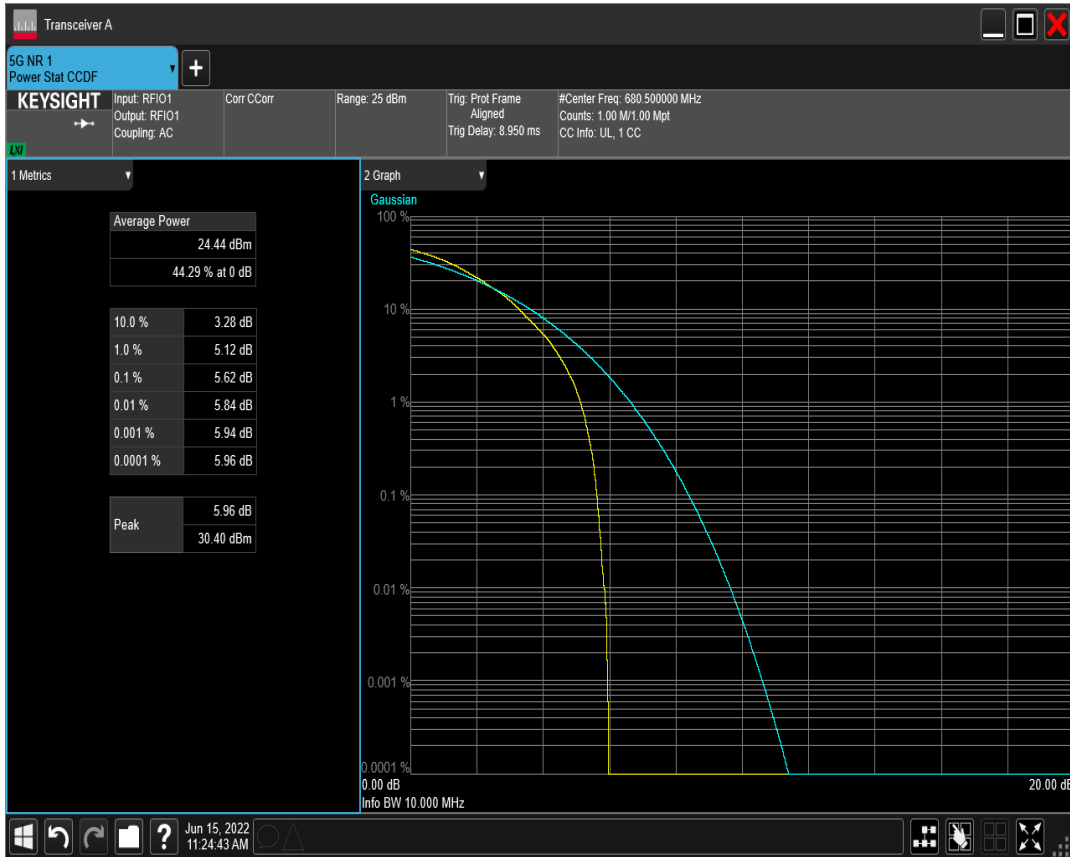 Transceiver A
5G NR 1
Power Stat CCDF
KEYSIGHT
LXI
Input: RFIO1
Output: RFIO1
Coupling: AC
Corr CCorr
Range: 25 dBm
Trig: Prot Frame
Aligned
Trig Delay: 8.950 ms
#Center Freq: 680.500000 MHz
Counts: 1.00 M/1.00 Mpt
CC Info: UL, 1 CC
1 Metrics
Average Power
24.44 dBm
44.29 % at 0 dB
10.0 % 3.28 dB
1.0 % 5.12 dB
0.1 % 5.62 dB
0.01 % 5.84 dB
0.001 % 5.94 dB
0.0001 % 5.96 dB
Peak 5.96 dB
30.40 dBm
2 Graph
Gaussian
100 %
10 %
1 %
0.1 %
0.01 %
0.001 %
0.0001 %
0.00 dB 20.00 dB
Info BW 10.000 MHz
Jun 15, 2022
11:24:43 AM